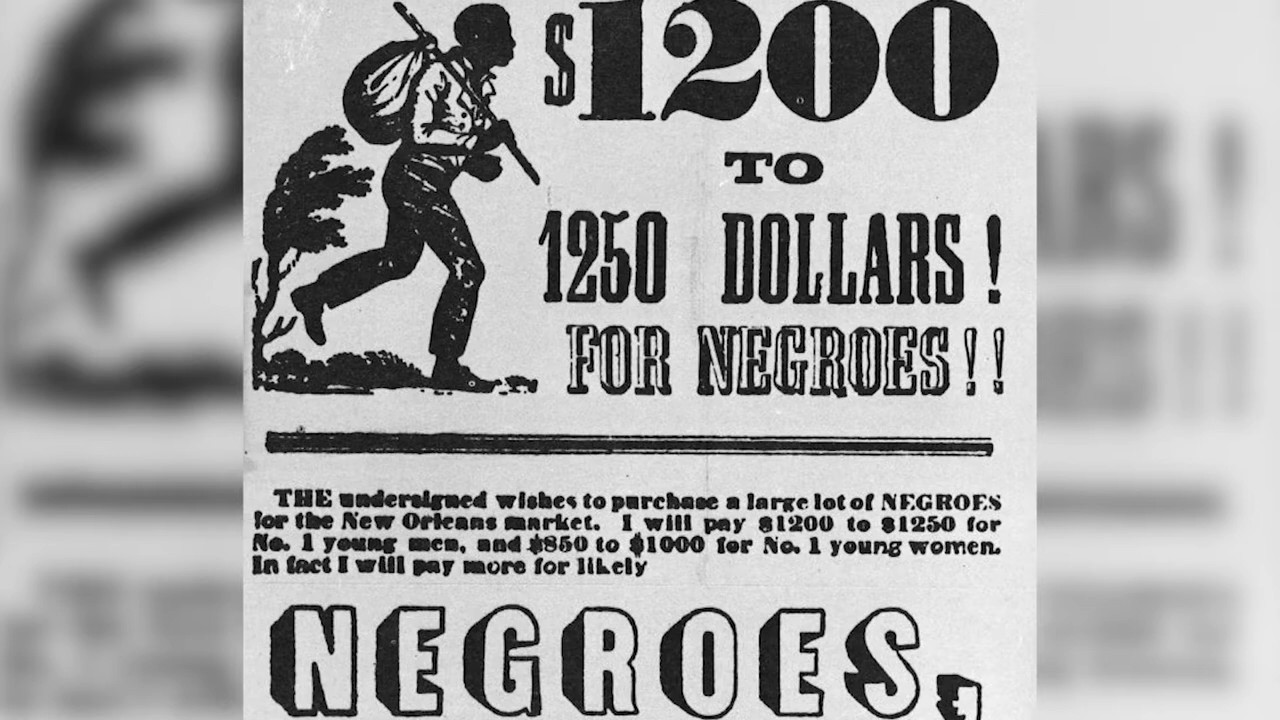 $1200
TO
1250 DOLLARS!
FOR NEGROES!!
THE undersigned wishes to purchase a large lot of NEGROES
for the New Orleans market. I will pay $1200 to $1250 for
No. 1 young men, and $850 to $1000 for No. 1 young women.
In fact I will pay more for likely
NEGROES,